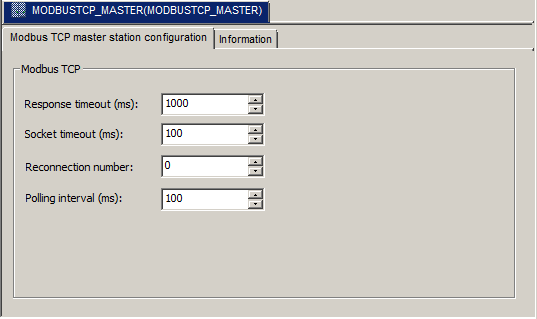 MODBUSTCP_MASTER(MODBUSTCP_MASTER)
Modbus TCP master station configuration Information
Modbus TCP
Response timeout (ms): 1000
Socket timeout (ms): 100
Reconnection number: 0
Polling interval (ms): 100